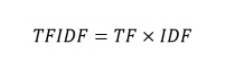 TFIDF = TF × IDF